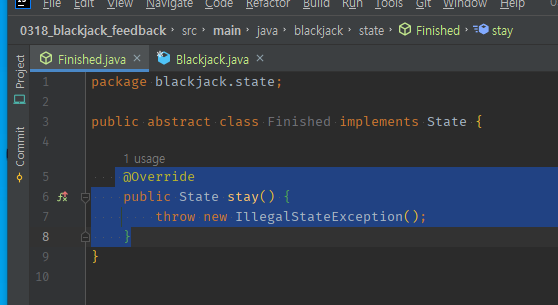 Edit View Navigate Code Refactor Build Run Tools Git Window Help
0318_blackjack_feedback › src › main › java › blackjack › state › Finished › stay
Finished.java × Blackjack.java ×
Project
Commit
1 package blackjack.state;
2
3 public abstract class Finished implements State {
4
1 usage
5 @Override
6 public State stay() {
7 throw new IllegalStateException();
8 }
9 }
10